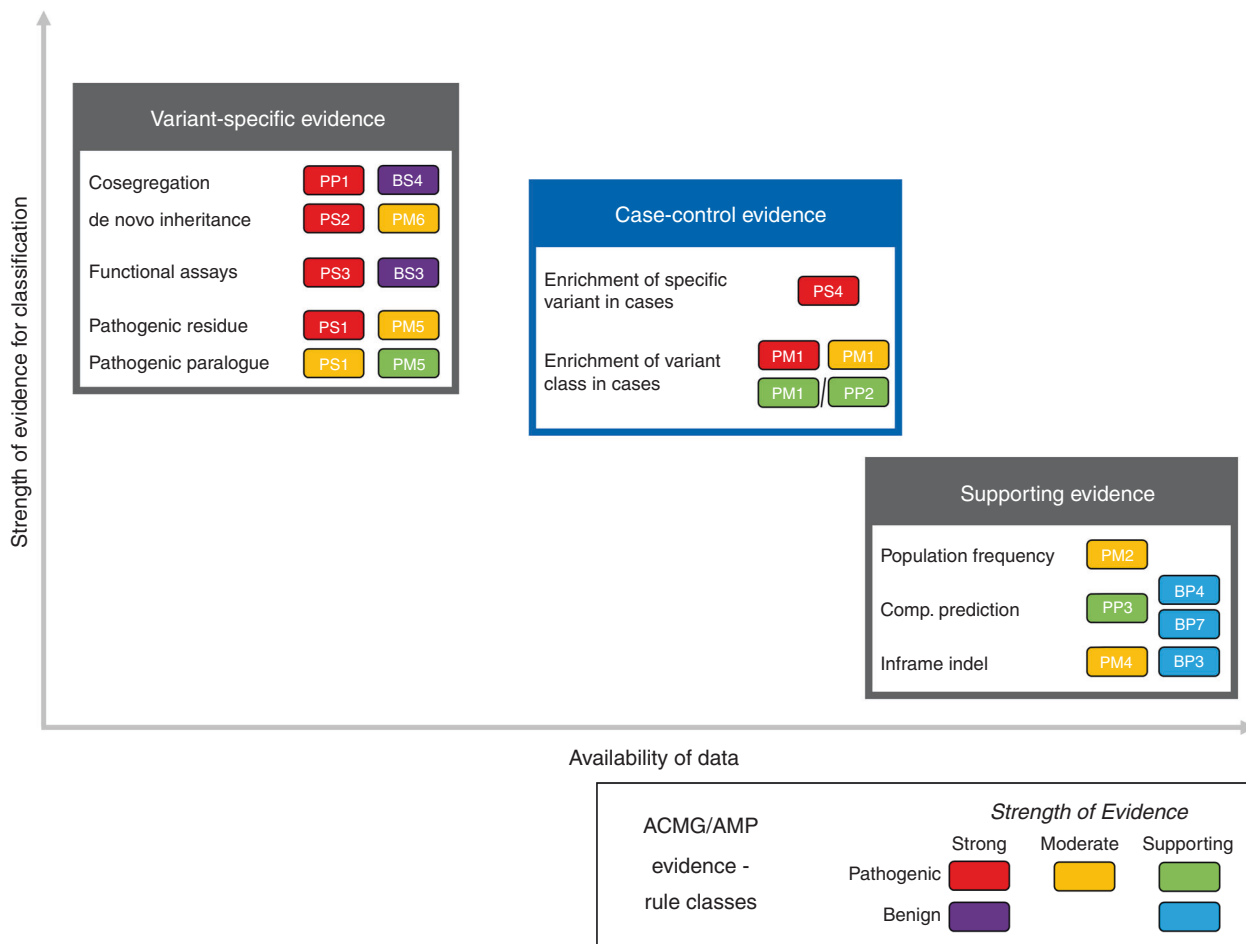 Strength of evidence for classification
Variant-specific evidence
Cosegregation PP1 BS4
de novo inheritance PS2 PM6
Functional assays PS3 BS3
Pathogenic residue PS1 PM5
Pathogenic paralogue PS1 PM5
Case-control evidence
Enrichment of specific
variant in cases
PS4
Enrichment of variant
class in cases
PM1 PM1
PM1 / PP2
Supporting evidence
Population frequency PM2
Comp. prediction PP3
BP4
BP7
Inframe indel PM4 BP3
Availability of data
ACMG/AMP
evidence -
rule classes
Strength of Evidence
Strong Moderate Supporting
Pathogenic
Benign